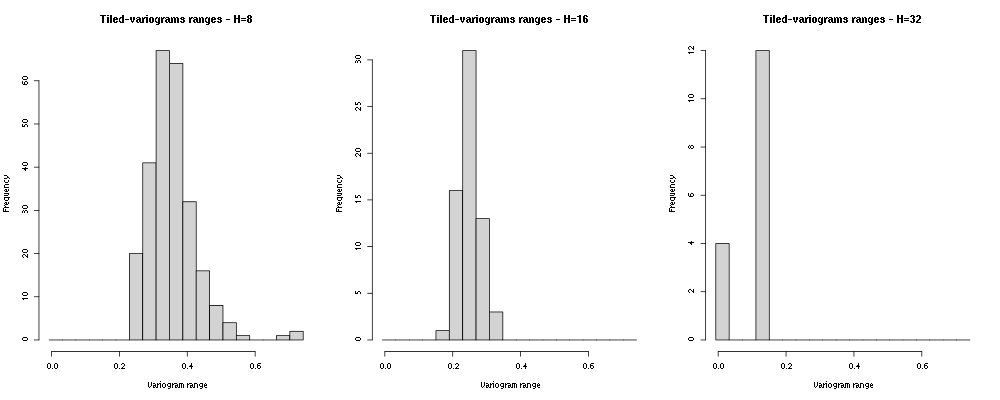 Tiled-variograms ranges - H=8
Frequency
0 10 20 30 40 50 60
0.0 0.2 0.4 0.6
Variogram range
Tiled-variograms ranges - H=16
Frequency
0 5 10 15 20 25 30
0.0 0.2 0.4 0.6
Variogram range
Tiled-variograms ranges - H=32
Frequency
0 2 4 6 8 10 12
0.0 0.2 0.4 0.6
Variogram range